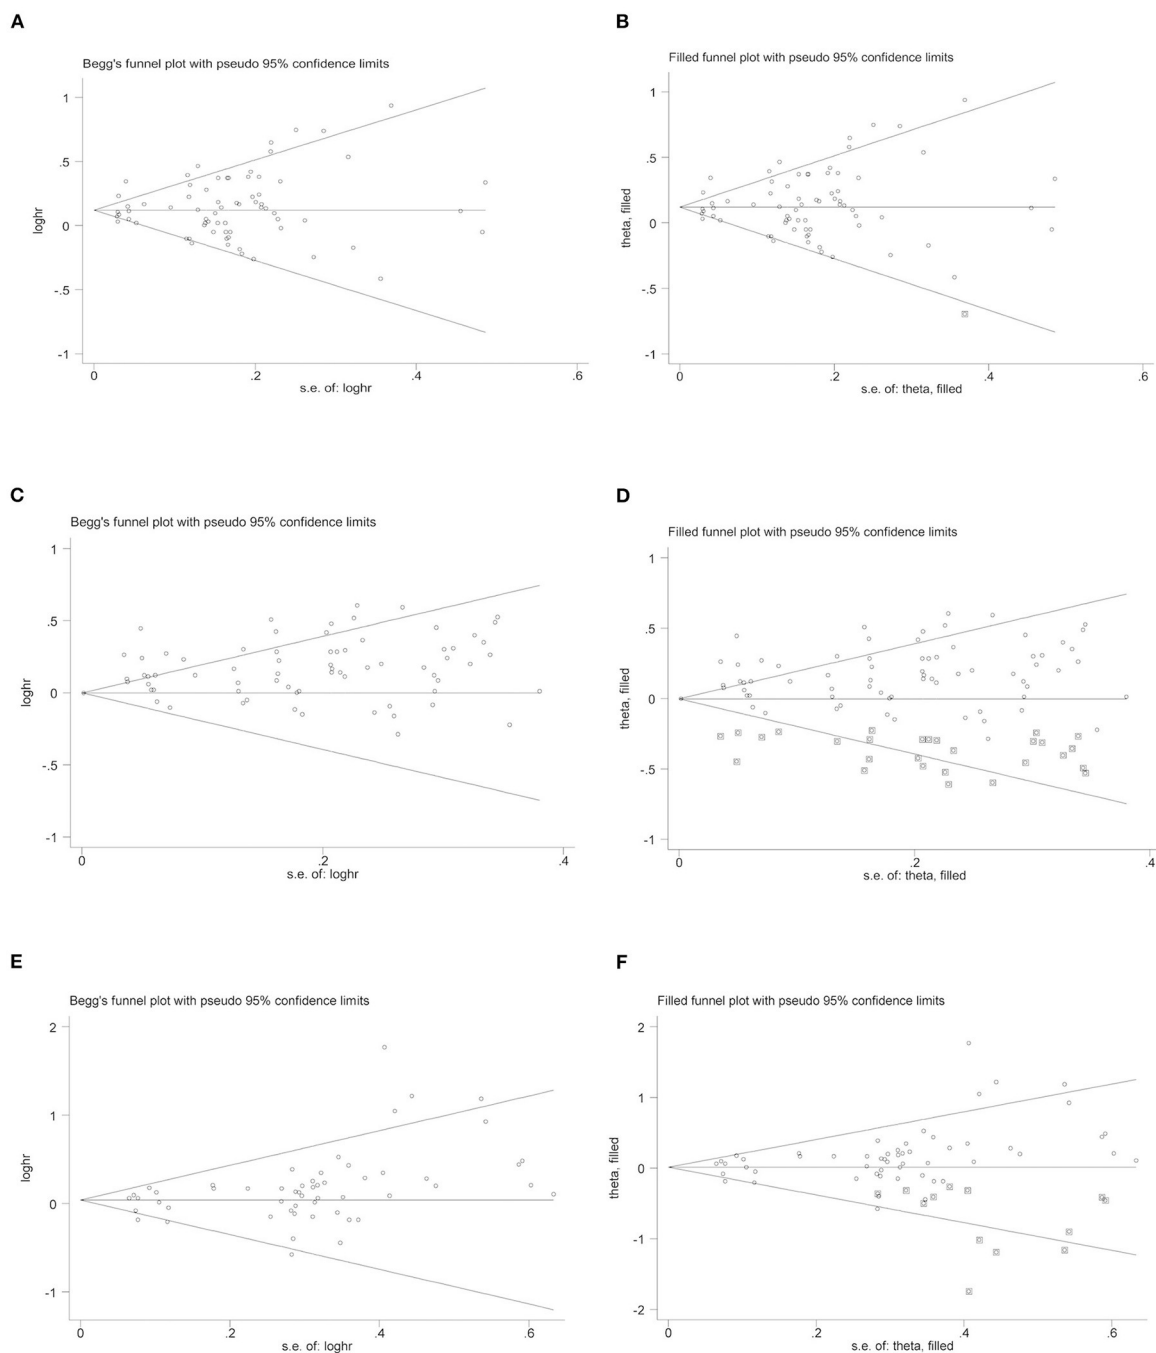 A
Begg's funnel plot with pseudo 95% confidence limits
1
.5
0
-.5
-1
loghr
0 .2 .4 .6
s.e. of: loghr
B
Filled funnel plot with pseudo 95% confidence limits
1
.5
0
-.5
-1
theta, filled
0 .2 .4 .6
s.e. of: theta, filled
C
Begg's funnel plot with pseudo 95% confidence limits
1
.5
0
-.5
-1
loghr
0 .2 .4
s.e. of: loghr
D
Filled funnel plot with pseudo 95% confidence limits
1
.5
0
-.5
-1
theta, filled
0 .2 .4
s.e. of: theta, filled
E
Begg's funnel plot with pseudo 95% confidence limits
2
1
0
-1
loghr
0 .2 .4 .6
s.e. of: loghr
F
Filled funnel plot with pseudo 95% confidence limits
2
1
0
-1
-2
theta, filled
0 .2 .4 .6
s.e. of: theta, filled